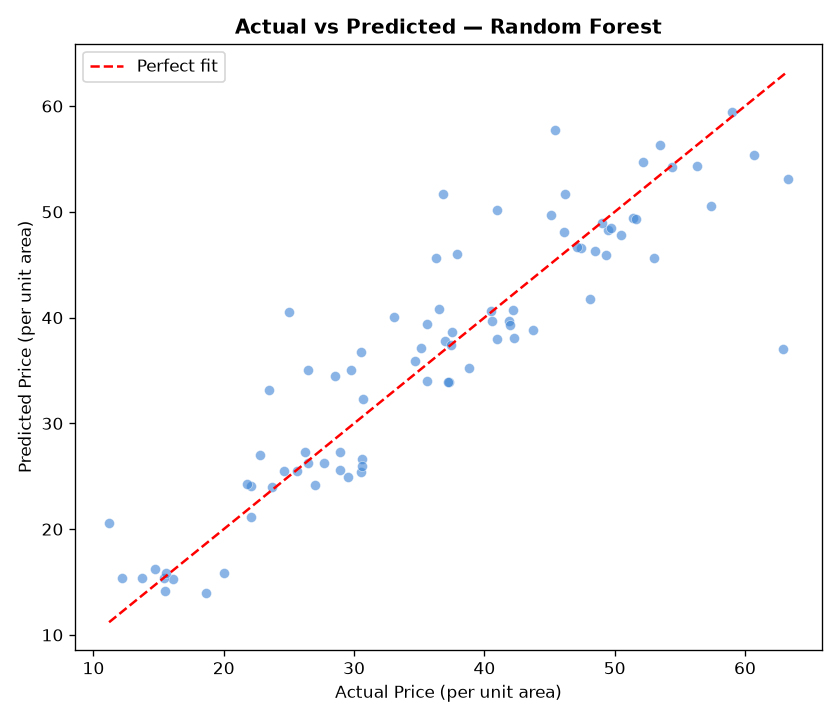 Actual vs Predicted — Random Forest
Perfect fit
Predicted Price (per unit area)
60
50
40
30
20
10
10 20 30 40 50 60
Actual Price (per unit area)